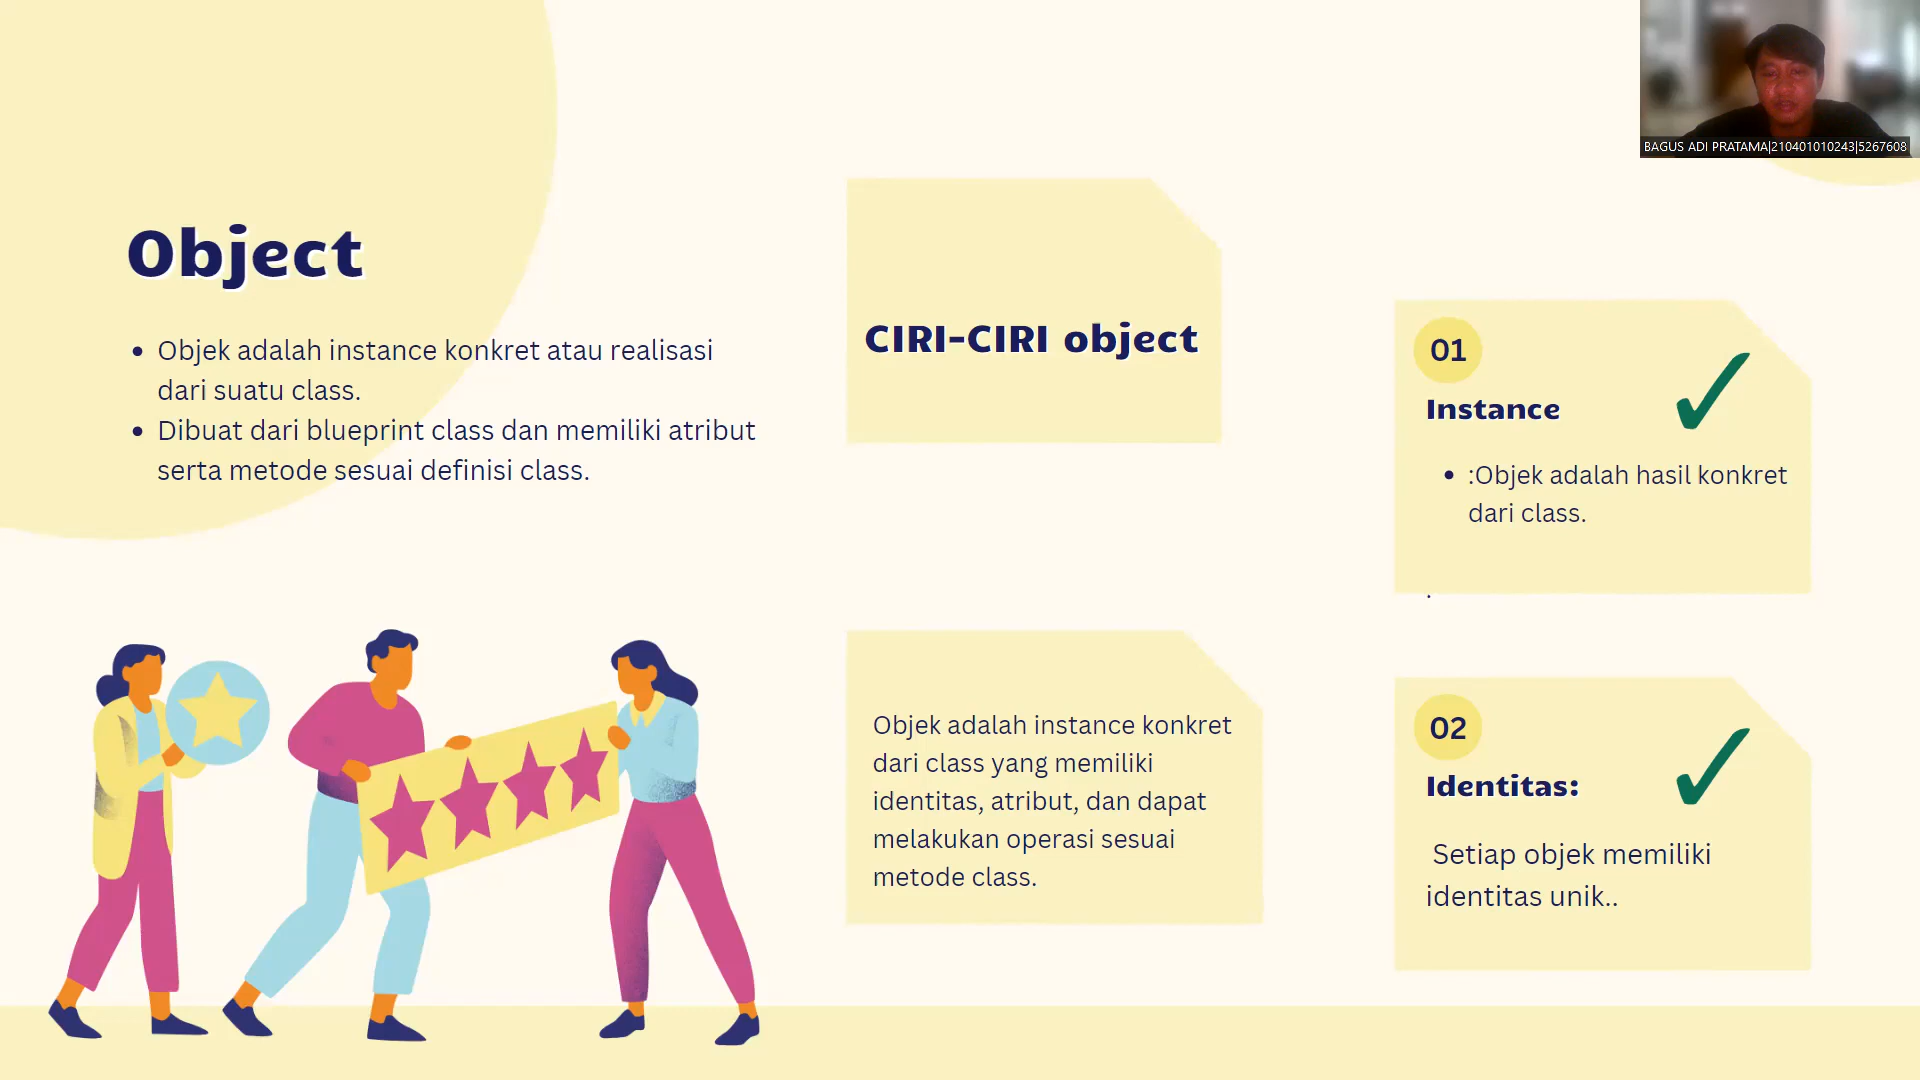 BAGUS ADI PRATAMA|210401010243|5267608
Object
• Objek adalah instance konkret atau realisasi
dari suatu class.
• Dibuat dari blueprint class dan memiliki atribut
serta metode sesuai definisi class.
CIRI-CIRI object
Objek adalah instance konkret
dari class yang memiliki
identitas, atribut, dan dapat
melakukan operasi sesuai
metode class.
01
Instance
• :Objek adalah hasil konkret
dari class.
.
02
Identitas:
Setiap objek memiliki
identitas unik..